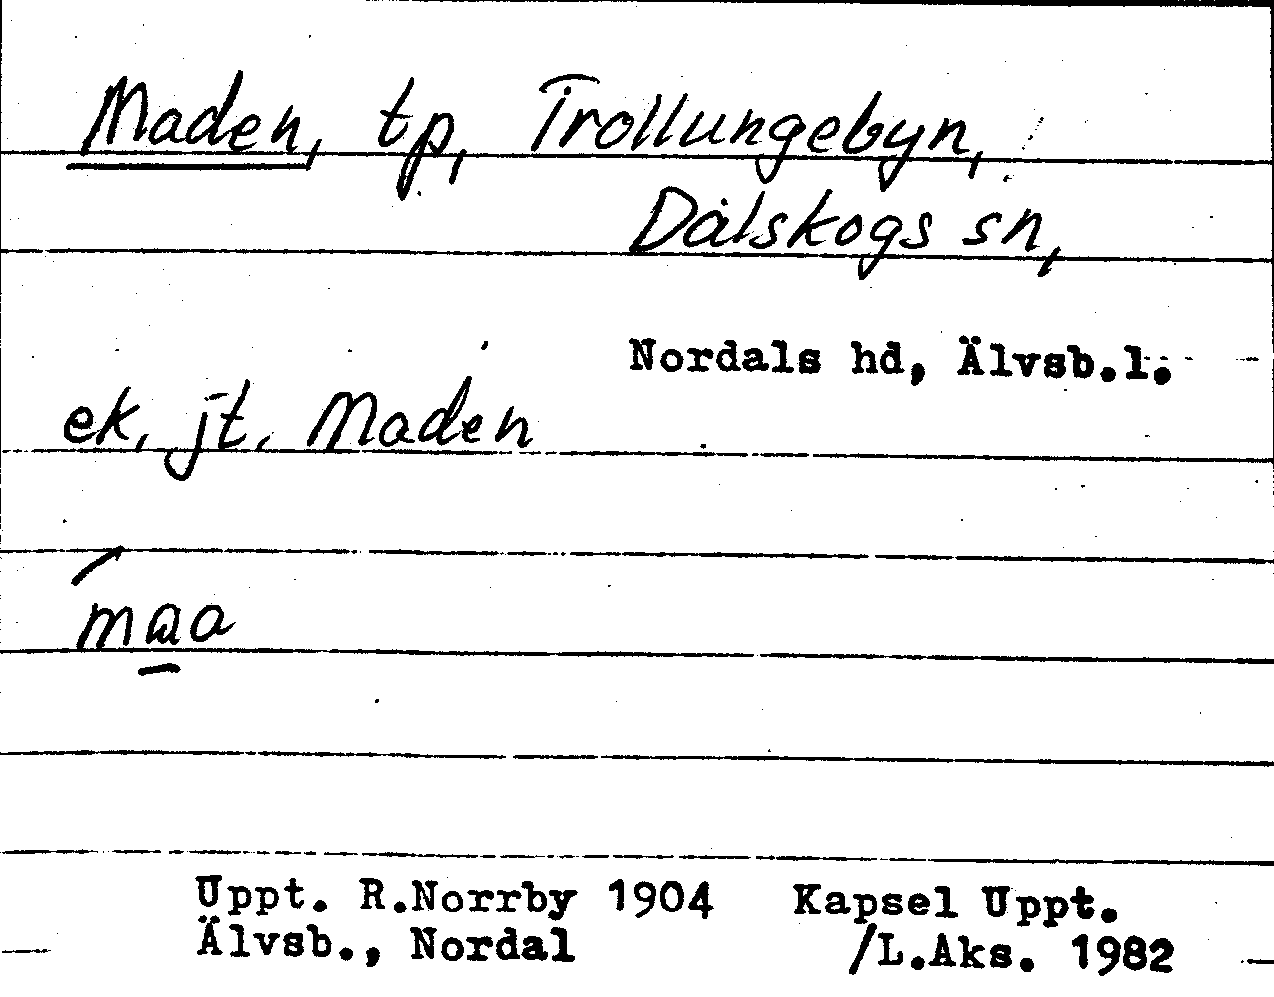 Maden, tp, Trollungebyn,
Dalskogs sn,
Nordals hd, Älvsb.l.
ek, jt. Maden
maa
Uppt. R.Norrby 1904 Kapsel Uppt.
Älvsb., Nordal /L.Aks. 1982